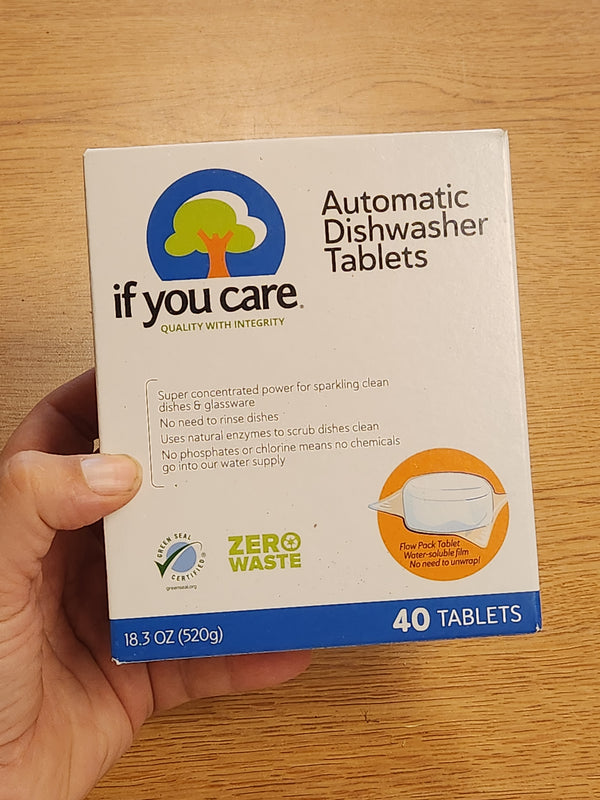 if you care®
QUALITY WITH INTEGRITY
Automatic
Dishwasher
Tablets
Super concentrated power for sparkling clean
dishes & glassware
No need to rinse dishes
Uses natural enzymes to scrub dishes clean
No phosphates or chlorine means no chemicals
go into our water supply
GREEN SEAL
CERTIFIED
greenseal.org
ZERO
WASTE
Flow Pack Tablet
Water-soluble film
No need to unwrap!
18.3 OZ (520g)
40 TABLETS